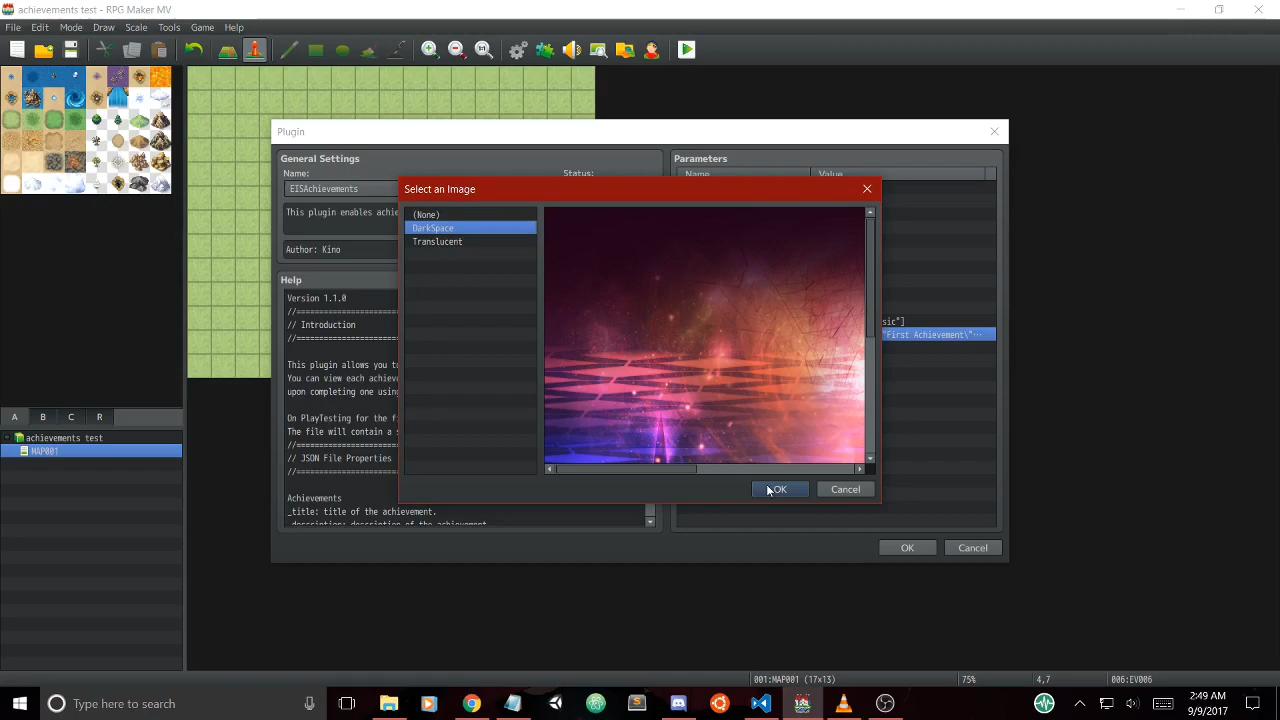 achievements test - RPG Maker MV
File Edit Mode Draw Scale Tools Game Help
Plugin
General Settings
Name:
Status:
EISAchievements
This plugin enables achie
Author: Kino
Help
Version 1.1.0
//=======================
// Introduction
//=======================
This plugin allows you to
You can view each achieve
upon completing one using
On PlayTesting for the fi
The file will contain a s
//=======================
// JSON File Properties
//=======================
Achievements
_title: title of the achievement.
Parameters
Name
Value
sic"]
"First Achievement\"…
OK
Cancel
Select an Image
(None)
DarkSpace
Translucent
OK
Cancel
A
B
C
R
achievements test
MAP001
001:MAP001 (17x13)
75%
4,7
006:EV006
Type here to search
2:49 AM
9/9/2017